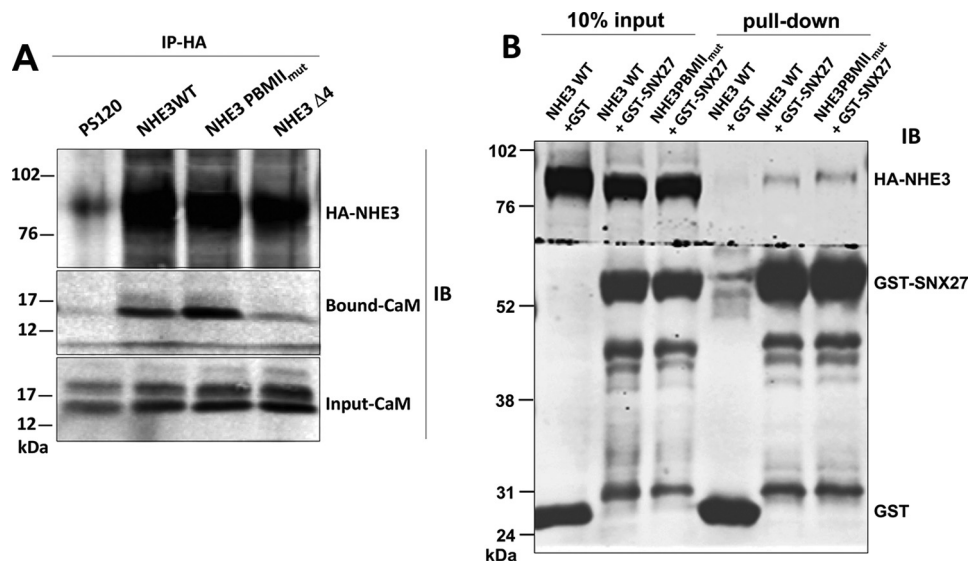 A
IP-HA
PS120
NHE3WT
NHE3 PBMIImut
NHE3 Δ4
102
76
HA-NHE3
17
12
Bound-CaM
17
12
Input-CaM
kDa
IB
B
10% input
pull-down
NHE3 WT
+GST
NHE3 WT
+ GST-SNX27
NHE3PBMIImut
+ GST-SNX27
NHE3 WT
+ GST
NHE3 WT
+ GST-SNX27
NHE3PBMIImut
+GST-SNX27
IB
102
76
HA-NHE3
52
GST-SNX27
38
31
24
GST
kDa